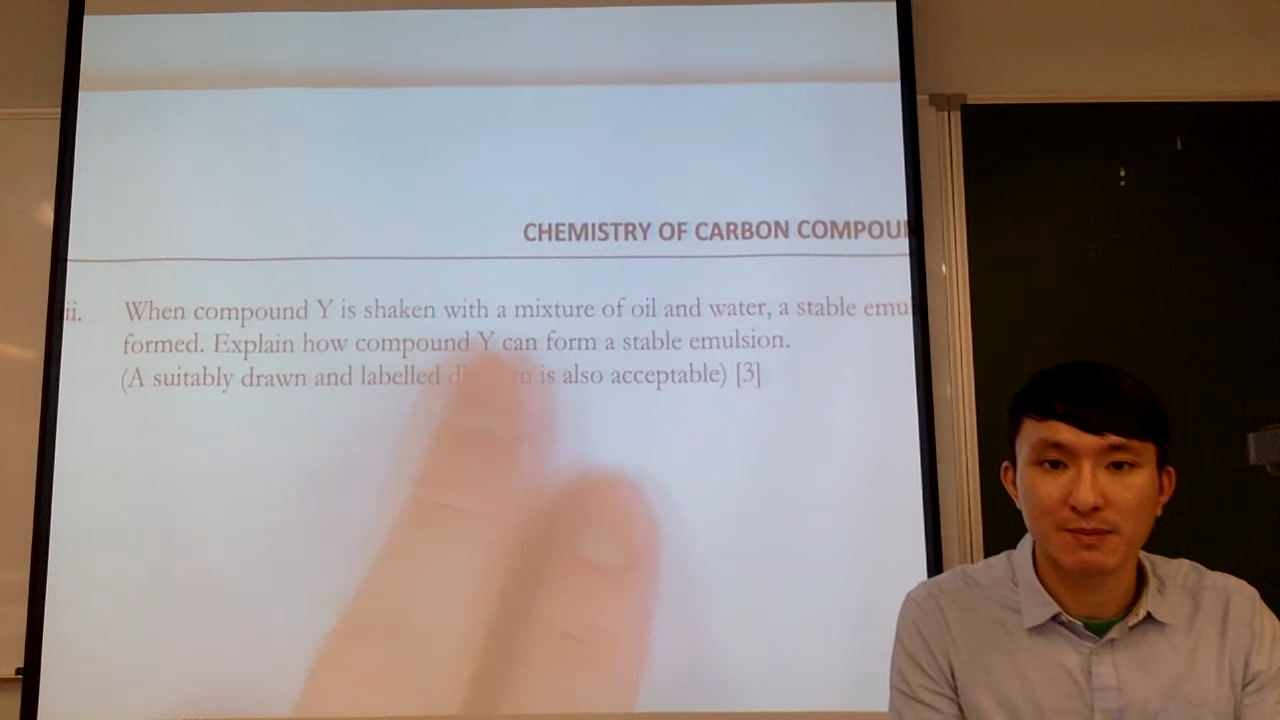 CHEMISTRY OF CARBON COMPOU
ii. When compound Y is shaken with a mixture of oil and water, a stable emu
formed. Explain how compound Y can form a stable emulsion.
(A suitably drawn and labelled is also acceptable) [3]